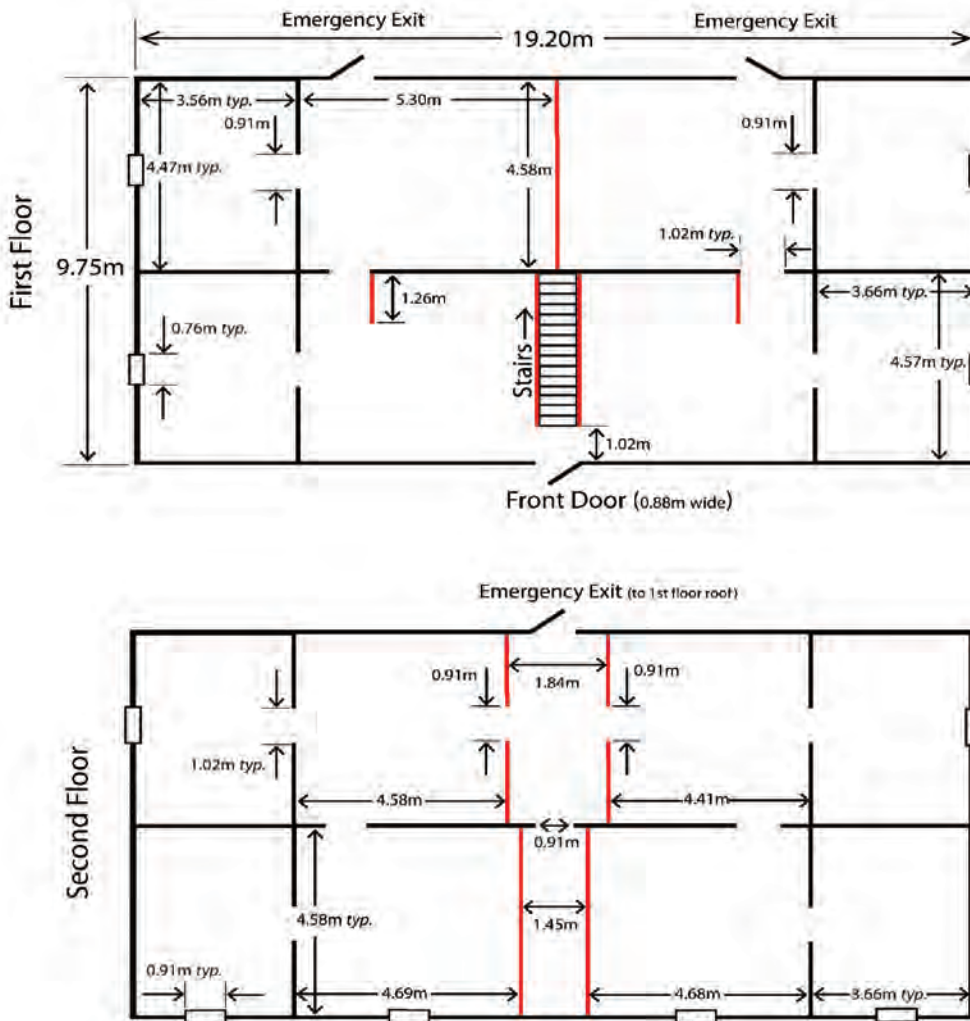 Emergency Exit
Emergency Exit
19.20m
3.56m typ.
5.30m
0.91m
0.91m
4.47m typ.
4.58m
First Floor
9.75m
1.02m typ.
1.26m
3.66m typ.
0.76m typ.
Stairs
4.57m typ.
1.02m
Front Door (0.88m wide)
Emergency Exit (to 1st floor roof)
0.91m
1.84m
0.91m
1.02m typ.
Second Floor
4.58m
4.41m
0.91m
4.58m typ.
1.45m
0.91m typ.
4.69m
4.68m
3.66m typ.